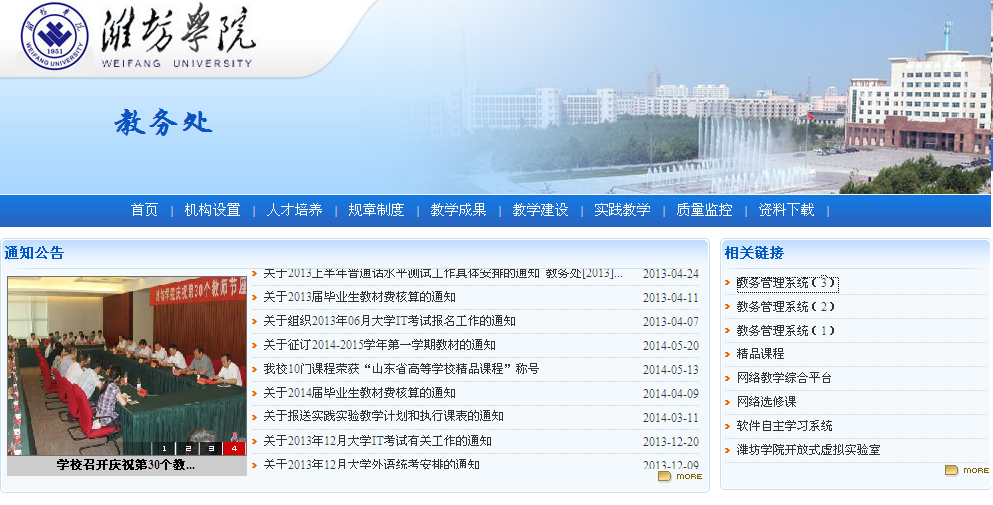 潍坊学院
WEIFANG UNIVERSITY
1951
教务处
首页 | 机构设置 | 人才培养 | 规章制度 | 教学成果 | 教学建设 | 实践教学 | 质量监控 | 资料下载 |
通知公告
潍坊学院庆祝第30个教师节座
1 2 3 4
学校召开庆祝第30个教...
关于2013上半年普通话水平测试工作具体安排的通知 教务处[2013]... 2013-04-24
关于2013届毕业生教材费核算的通知 2013-04-11
关于组织2013年06月大学IT考试报名工作的通知 2013-04-07
关于征订2014-2015学年第一学期教材的通知 2014-05-20
我校10门课程荣获“山东省高等学校精品课程”称号 2014-05-13
关于2014届毕业生教材费核算的通知 2014-04-09
关于报送实践实验教学计划和执行课表的通知 2014-03-11
关于2013年12月大学IT考试有关工作的通知 2013-12-20
关于2013年12月大学外语统考安排的通知 2013-12-09
MORE
相关链接
教务管理系统(3)
教务管理系统(2)
教务管理系统(1)
精品课程
网络教学综合平台
网络选修课
软件自主学习系统
潍坊学院开放式虚拟实验室
MORE